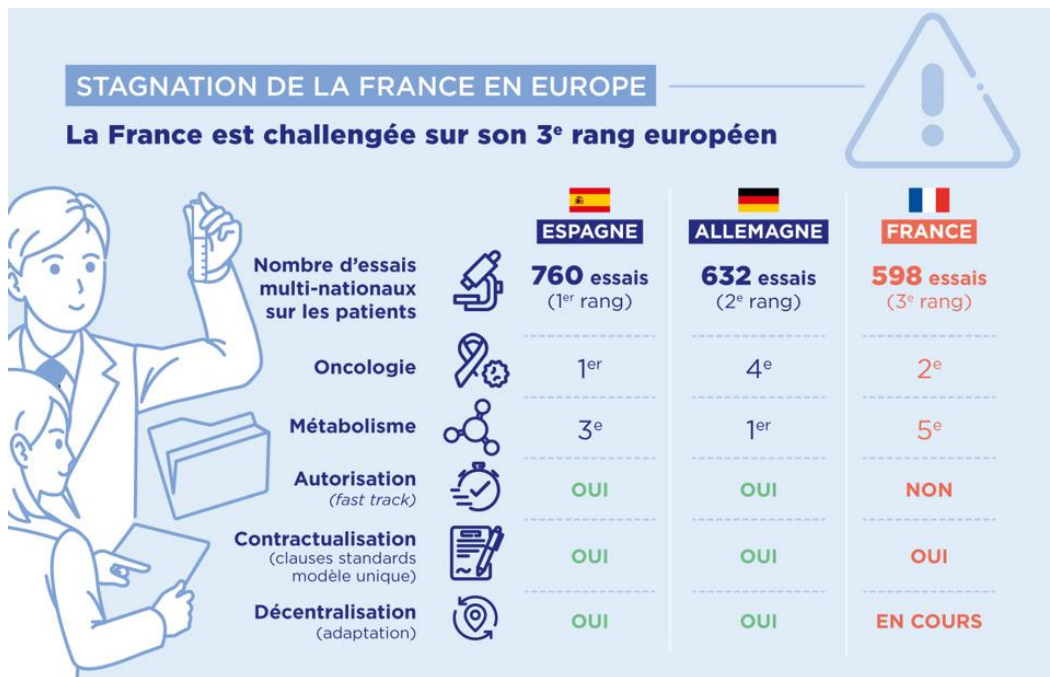 STAGNATION DE LA FRANCE EN EUROPE
La France est challengée sur son 3e rang européen
ESPAGNE ALLEMAGNE FRANCE
Nombre d'essais
multi-nationaux
sur les patients
760 essais 632 essais 598 essais
(1er rang) (2e rang) (3e rang)
Oncologie 1er 4e 2e
Métabolisme 3e 1er 5e
Autorisation
(fast track)
OUI OUI NON
Contractualisation
(clauses standards
modèle unique)
OUI OUI OUI
Décentralisation
(adaptation)
OUI OUI EN COURS